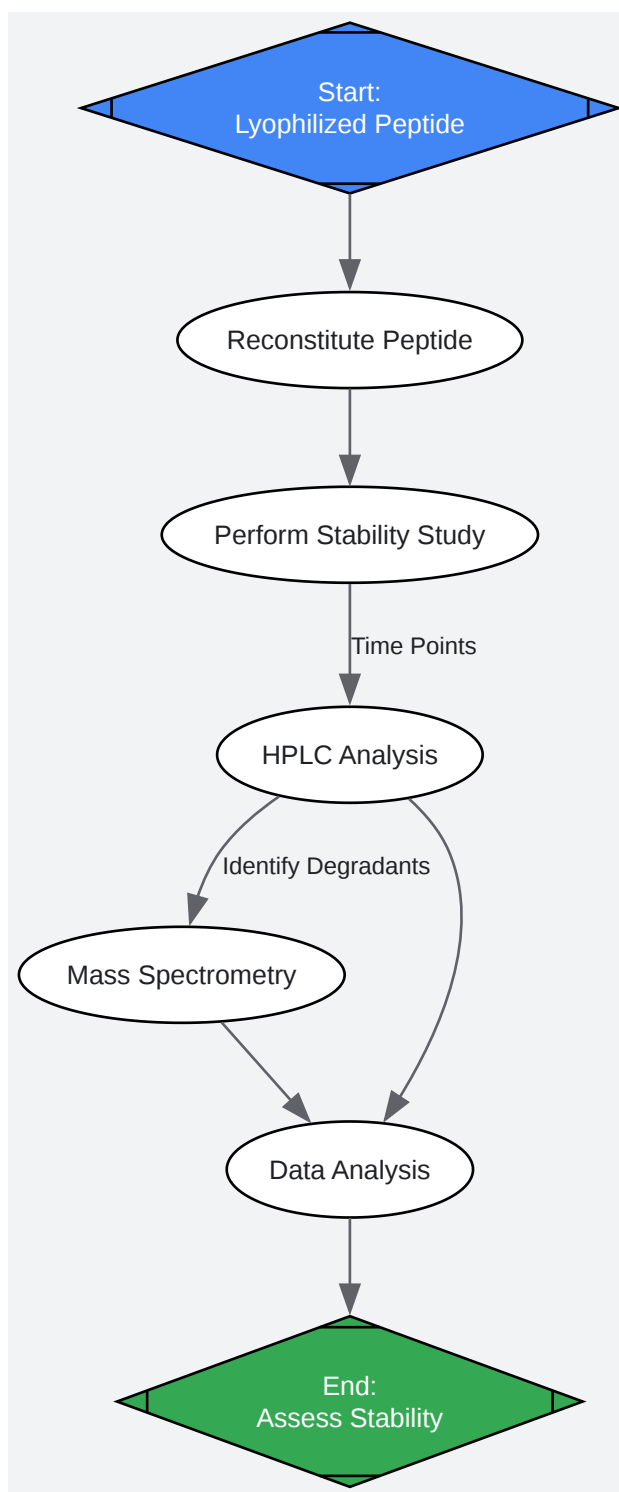 Start:
Lyophilized Peptide
Reconstitute Peptide
Perform Stability Study
Time Points
HPLC Analysis
Identify Degradants
Mass Spectrometry
Data Analysis
End:
Assess Stability